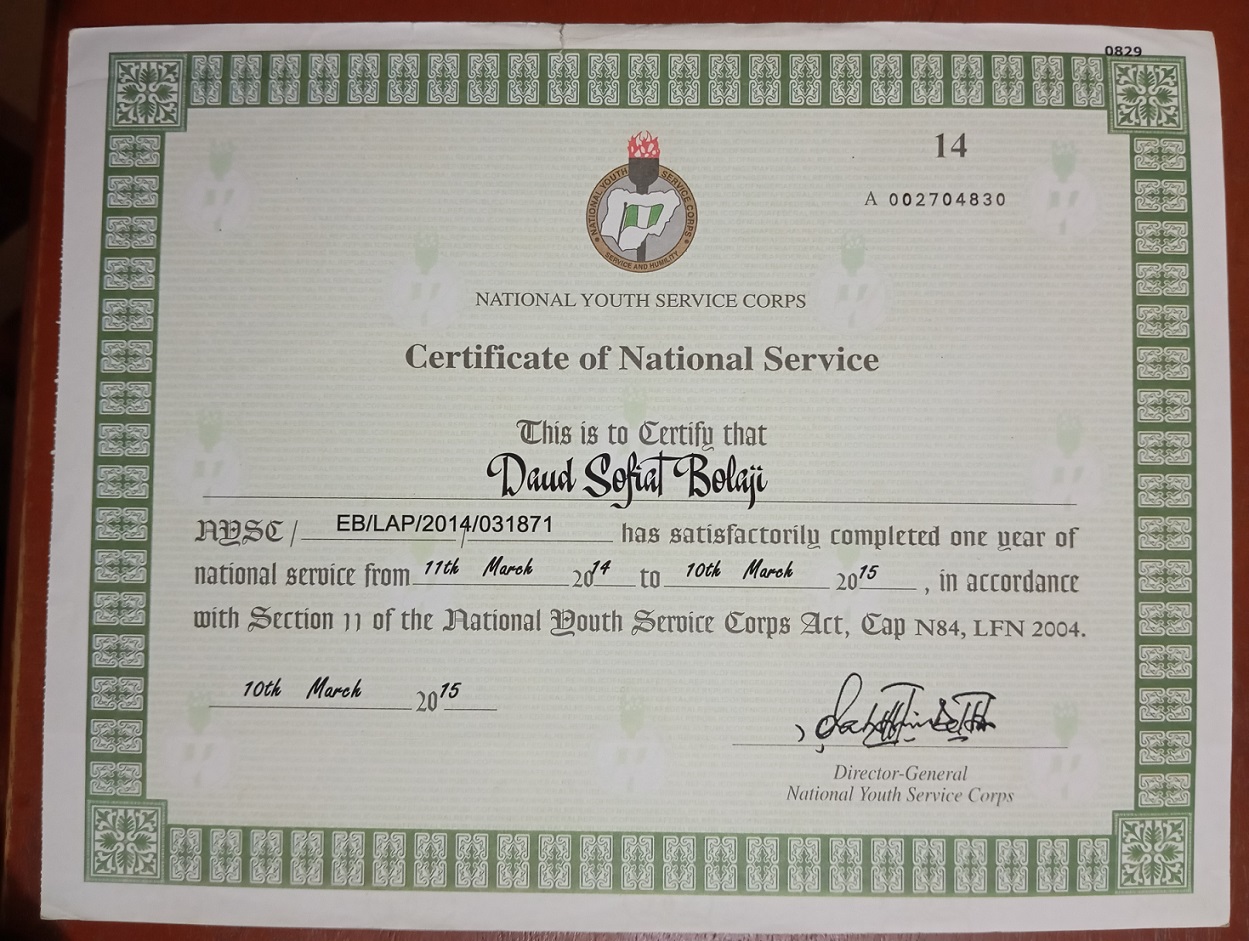 0829
14
A 002704830
NATIONAL YOUTH SERVICE CORPS
SERVICE AND HUMILITY
NATIONAL YOUTH SERVICE CORPS
Certificate of National Service
This is to Certify that
Daud Sofiat Bolaji
NYSC / EB/LAP/2014/031871 has satisfactorily completed one year of
national service from 11th March 2014 to 10th March 2015, in accordance
with Section 11 of the National Youth Service Corps Act, Cap N84, LFN 2004.
10th March 2015
Director-General
National Youth Service Corps